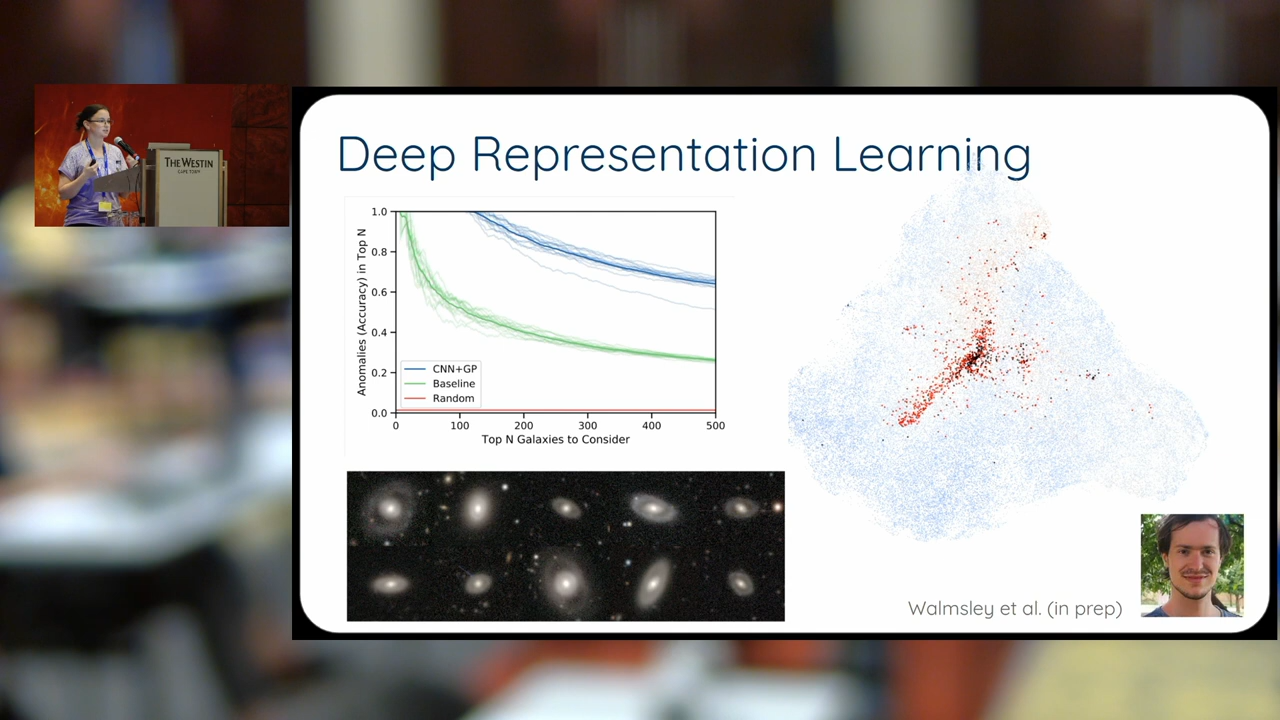 THE WESTIN
CAPE TOWN
Deep Representation Learning
Anomalies (Accuracy) in Top N
1.0
0.8
0.6
0.4
0.2
0.0
CNN+GP
Baseline
Random
0 100 200 300 400 500
Top N Galaxies to Consider
Walmsley et al. (in prep)